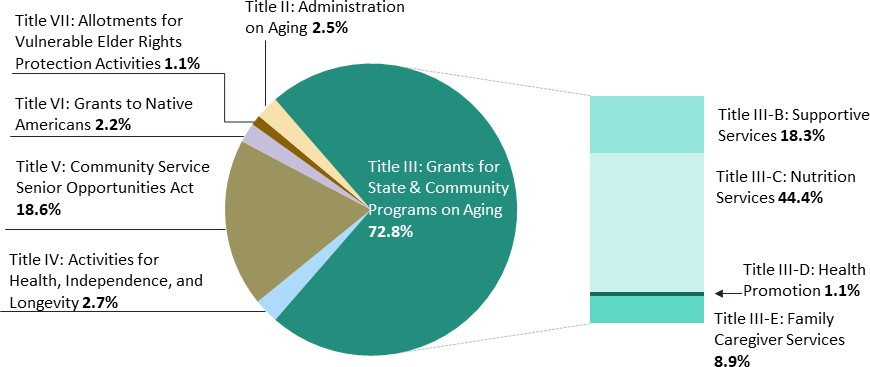 Title VII: Allotments for
Vulnerable Elder Rights
Protection Activities 1.1%
Title II: Administration
on Aging 2.5%
Title VI: Grants to Native
Americans 2.2%
Title V: Community Service
Senior Opportunities Act
18.6%
Title IV: Activities for
Health, Independence, and
Longevity 2.7%
Title III: Grants for
State & Community
Programs on Aging
72.8%
Title III-B: Supportive
Services 18.3%
Title III-C: Nutrition
Services 44.4%
Title III-D: Health
Promotion 1.1%
Title III-E: Family
Caregiver Services
8.9%